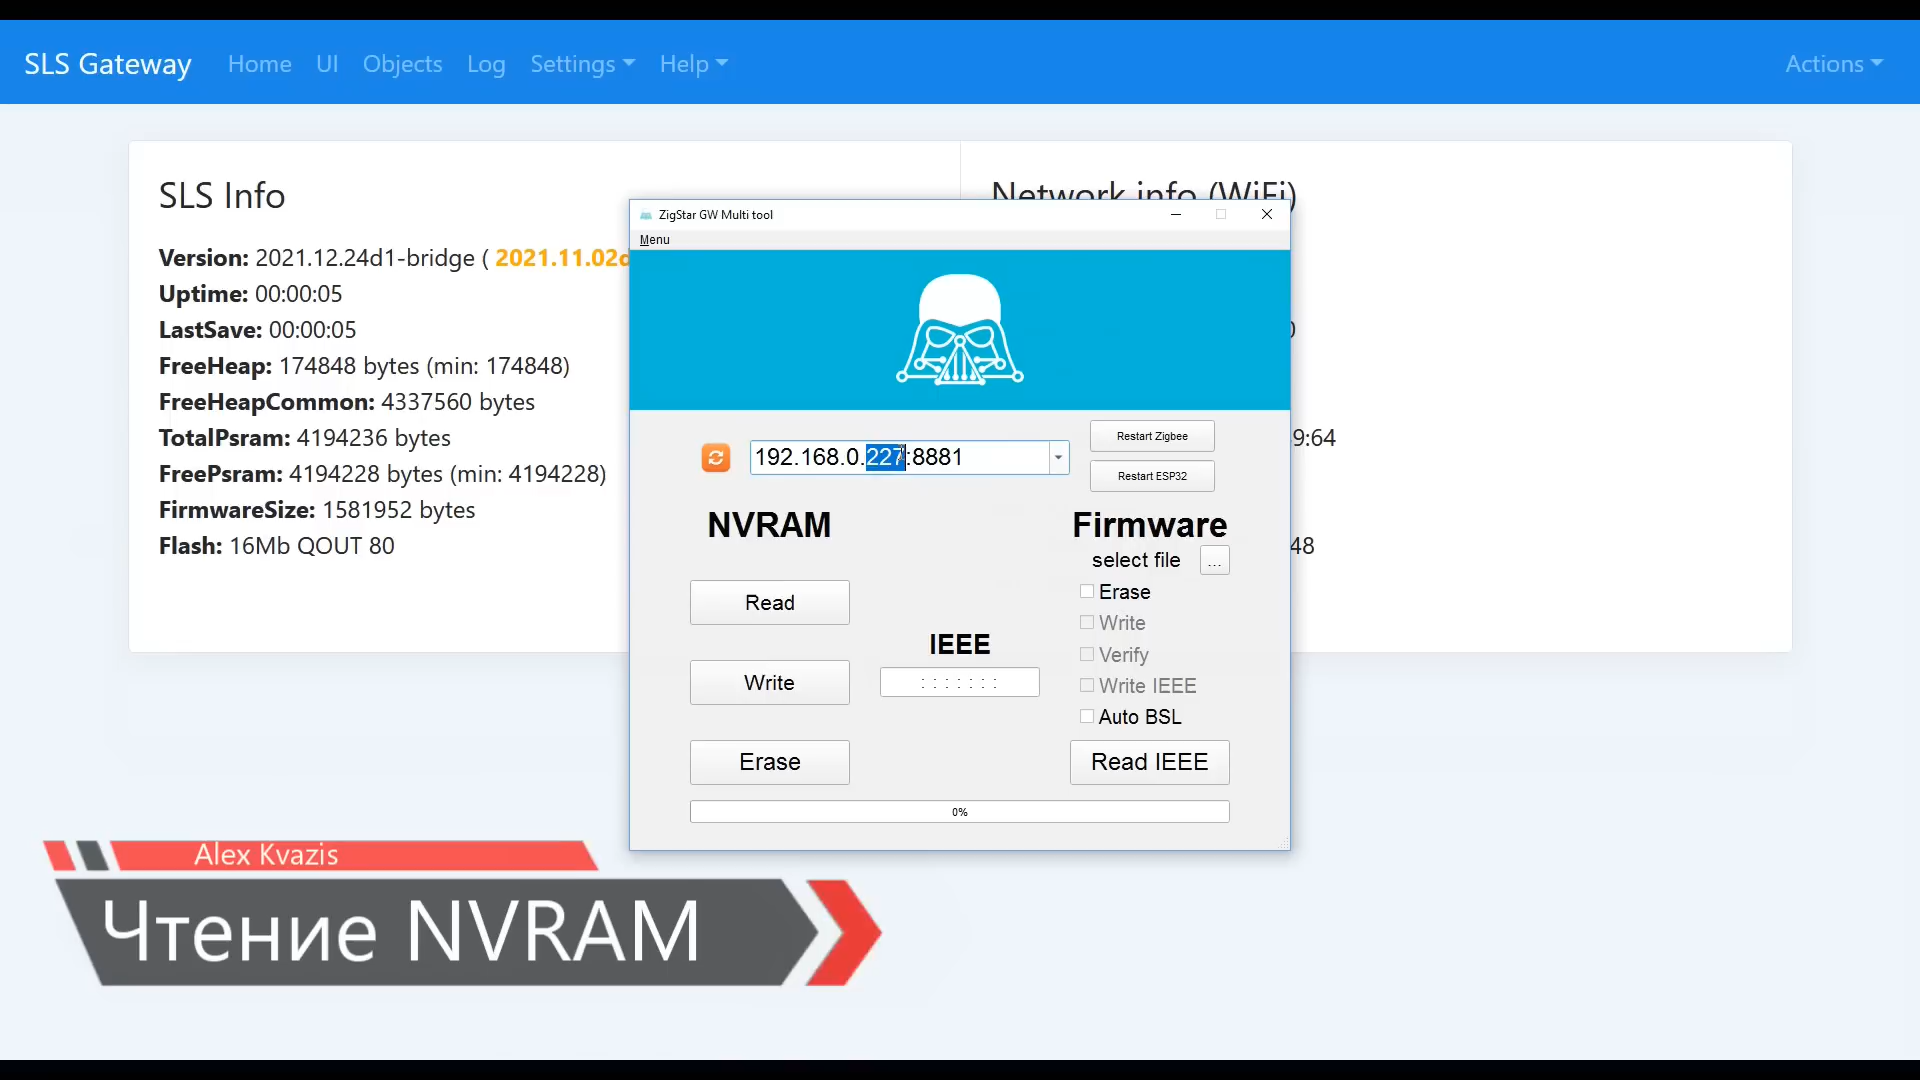 SLS Gateway Home UI Objects Log Settings Help Actions
SLS Info
Version: 2021.12.24d1-bridge ( 2021.11.02d
Uptime: 00:00:05
LastSave: 00:00:05
FreeHeap: 174848 bytes (min: 174848)
FreeHeapCommon: 4337560 bytes
TotalPsram: 4194236 bytes
FreePsram: 4194228 bytes (min: 4194228)
FirmwareSize: 1581952 bytes
Flash: 16Mb QOUT 80
Network info (WiFi)
9:64
48
ZigStar GW Multi tool
Menu
192.168.0.227:8881
Restart Zigbee
Restart ESP32
NVRAM
Read
Write
Erase
IEEE
: : : : : : :
Firmware
select file ...
Erase
Write
Verify
Write IEEE
Auto BSL
Read IEEE
0%
Alex Kvazis
Чтение NVRAM